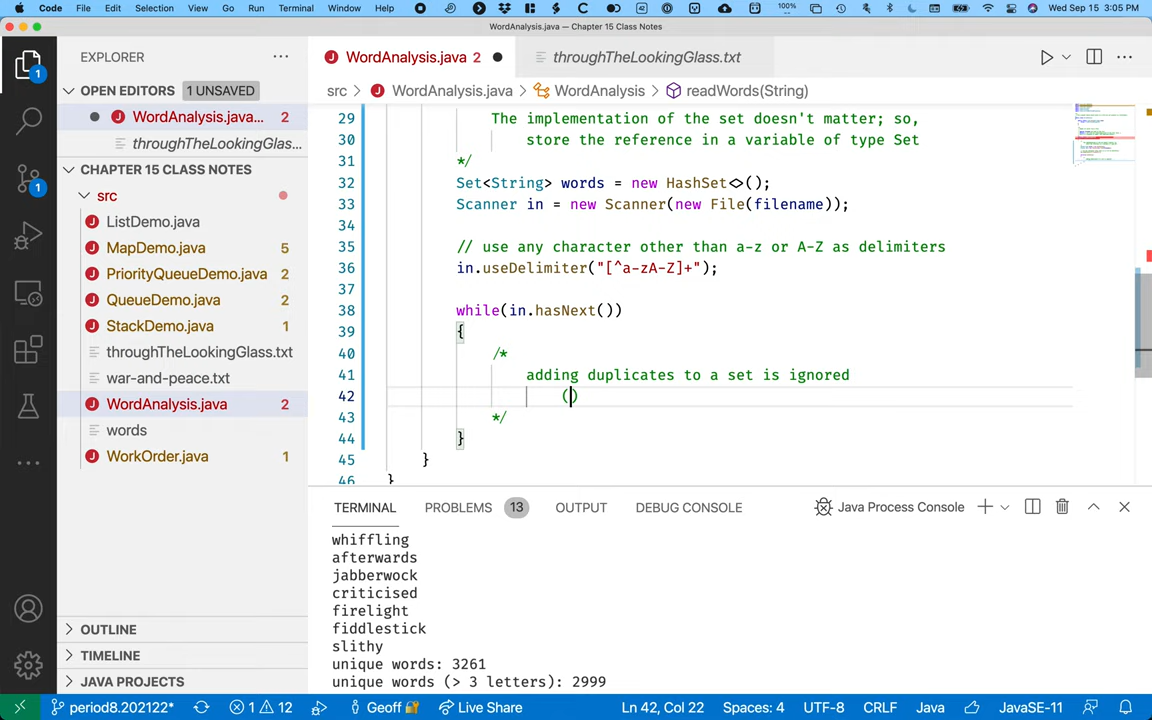 Code File Edit Selection View Go Run Terminal Window Help 100% Wed Sep 15 3:05 PM
WordAnalysis.java — Chapter 15 Class Notes
EXPLORER ...
WordAnalysis.java 2
throughTheLookingGlass.txt
OPEN EDITORS 1 UNSAVED
WordAnalysis.java... 2
throughTheLookingGlas...
CHAPTER 15 CLASS NOTES
src
ListDemo.java
MapDemo.java 5
PriorityQueueDemo.java 2
QueueDemo.java 2
StackDemo.java 1
throughTheLookingGlass.txt
war-and-peace.txt
WordAnalysis.java 2
words
WorkOrder.java 1
OUTLINE
TIMELINE
JAVA PROJECTS
1
1
src > WordAnalysis.java > WordAnalysis > readWords(String)
29 The implementation of the set doesn't matter; so,
30 store the reference in a variable of type Set
31 */
32 Set<String> words = new HashSet<>();
33 Scanner in = new Scanner(new File(filename));
34
35 // use any character other than a-z or A-Z as delimiters
36 in.useDelimiter("[^a-zA-Z]+");
37
38 while(in.hasNext())
39 {
40 /*
41 adding duplicates to a set is ignored
42 ()
43 */
44 }
45 }
46 }
TERMINAL PROBLEMS 13 OUTPUT DEBUG CONSOLE Java Process Console
whiffling
afterwards
jabberwock
criticised
firelight
fiddlestick
slithy
unique words: 3261
unique words (> 3 letters): 2999
period8.202122* 1 12 Geoff Live Share Ln 42, Col 22 Spaces: 4 UTF-8 CRLF Java JavaSE-11